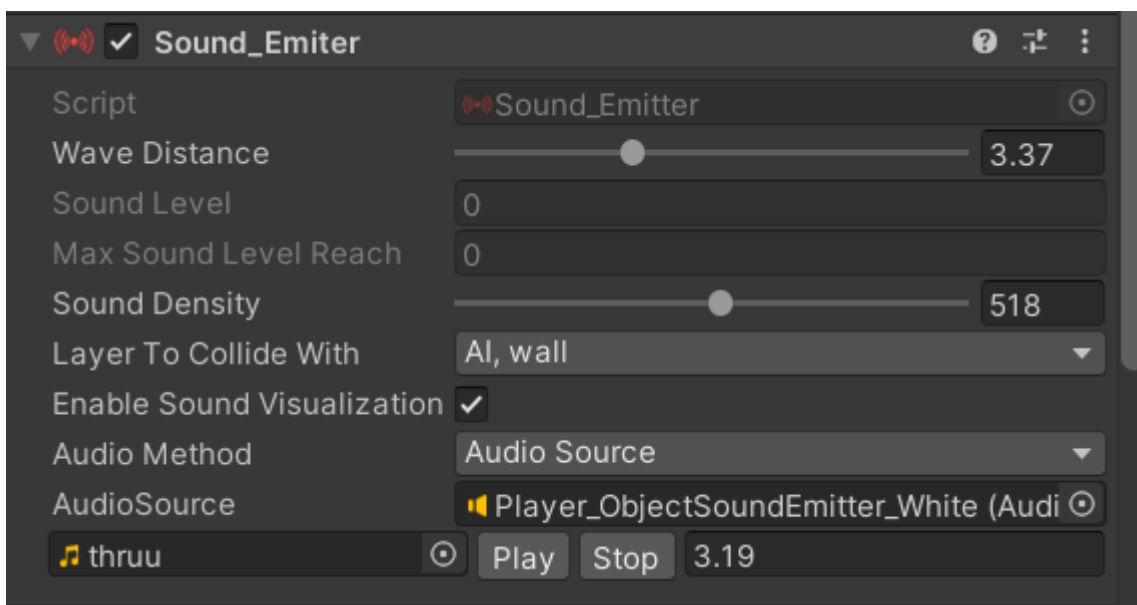 Sound_Emiter
Script Sound_Emitter
Wave Distance 3.37
Sound Level 0
Max Sound Level Reach 0
Sound Density 518
Layer To Collide With AI, wall
Enable Sound Visualization
Audio Method Audio Source
AudioSource Player_ObjectSoundEmitter_White (Audi
thruu Play Stop 3.19